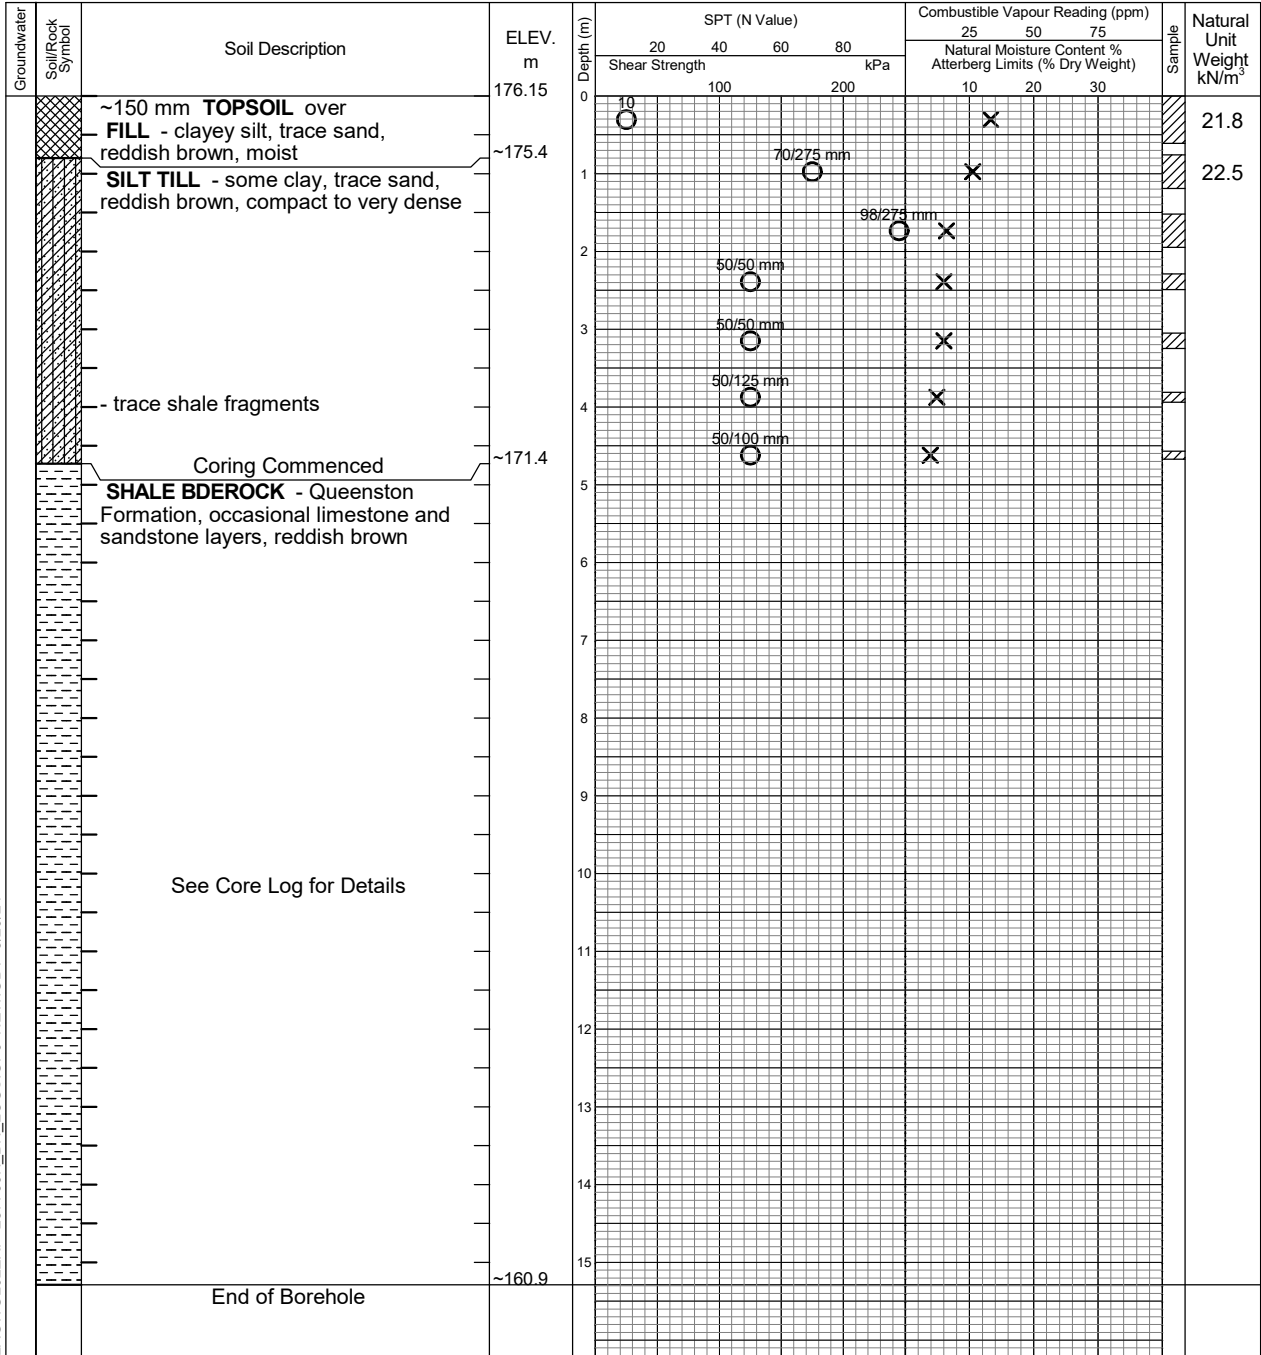 Groundwater
Soil/Rock
Symbol
Soil Description
ELEV.
m
176.15
Depth (m)
SPT (N Value)
20 40 60 80
Shear Strength kPa
100 200
Combustible Vapour Reading (ppm)
25 50 75
Natural Moisture Content %
Atterberg Limits (% Dry Weight)
10 20 30
Sample
Natural
Unit
Weight
kN/m³
0
~150 mm TOPSOIL over
FILL - clayey silt, trace sand,
reddish brown, moist
~175.4
10
21.8
SILT TILL - some clay, trace sand,
reddish brown, compact to very dense
70/275 mm
1
22.5
98/275 mm
2
50/50 mm
3
50/50 mm
50/125 mm
- trace shale fragments
4
50/100 mm
Coring Commenced
~171.4
SHALE BDEROCK - Queenston
Formation, occasional limestone and
sandstone layers, reddish brown
5
6
7
8
9
See Core Log for Details
10
11
12
13
14
15
~160.9
End of Borehole